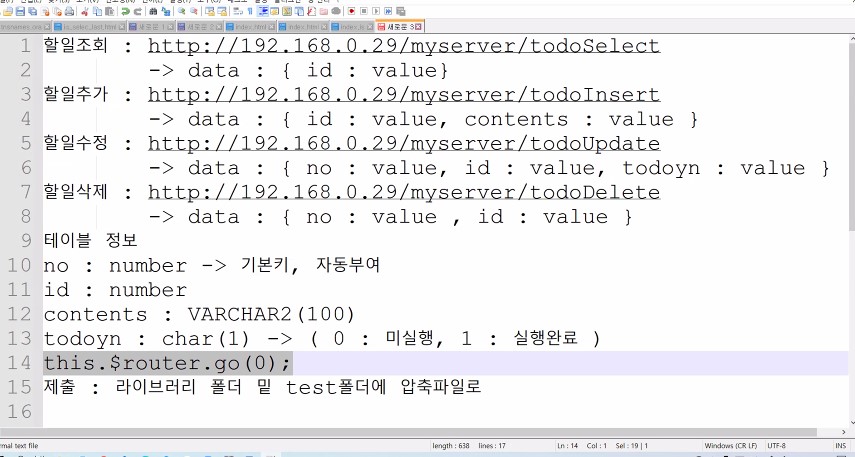 1 할일조회 : http://192.168.0.29/myserver/todoSelect
2 -> data : { id : value}
3 할일추가 : http://192.168.0.29/myserver/todoInsert
4 -> data : { id : value, contents : value }
5 할일수정 : http://192.168.0.29/myserver/todoUpdate
6 -> data : { no : value, id : value, todoyn : value }
7 할일삭제 : http://192.168.0.29/myserver/todoDelete
8 -> data : { no : value , id : value }
9 테이블 정보
10 no : number -> 기본키, 자동부여
11 id : number
12 contents : VARCHAR2(100)
13 todoyn : char(1) -> ( 0 : 미실행, 1 : 실행완료 )
14 this.$router.go(0);
15 제출 : 라이브러리 폴더 밑 test폴더에 압축파일로
16
rmal text file length : 638 lines : 17 Ln : 14 Col : 1 Sel : 19 | 1 Windows (CR LF) UTF-8 INS